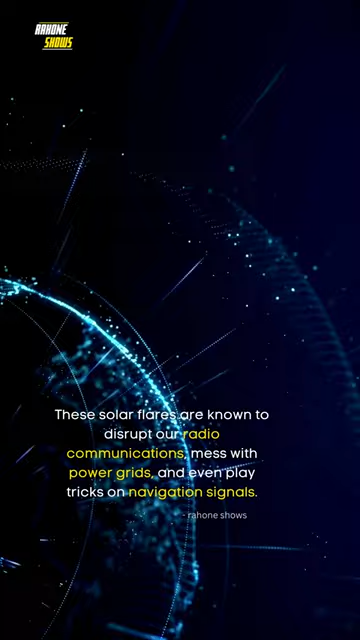 RAHONE
SHOWS
These solar flares are known to
disrupt our radio
communications, mess with
power grids, and even play
tricks on navigation signals.
- rahone shows